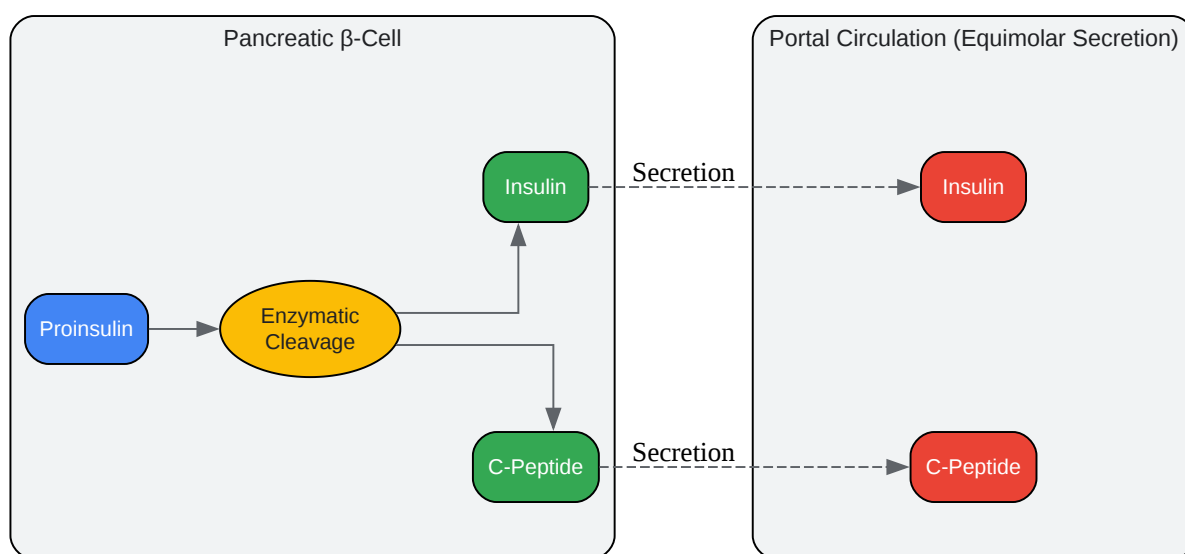 Pancreatic β-Cell
Portal Circulation (Equimolar Secretion)
Insulin
Secretion
Insulin
Proinsulin
Enzymatic
Cleavage
C-Peptide
Secretion
C-Peptide